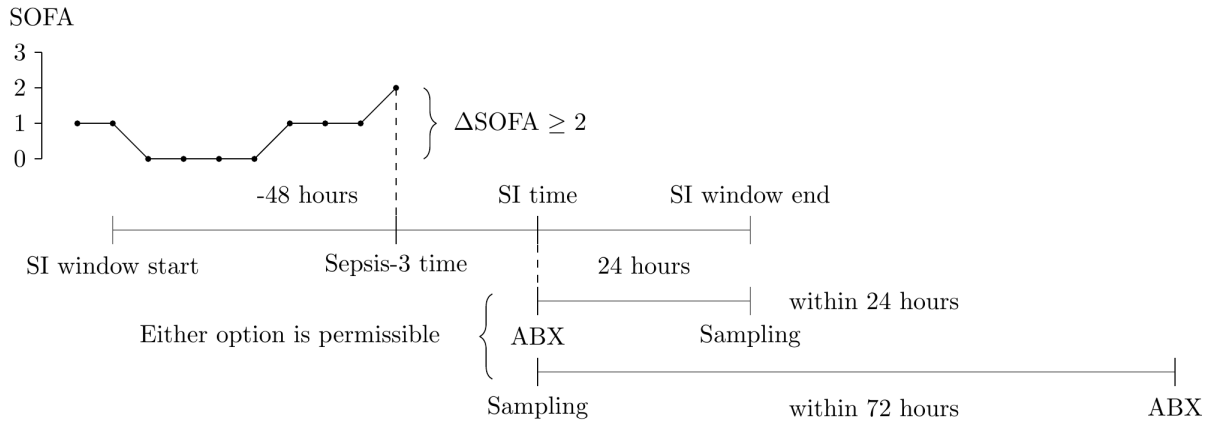 SOFA
3
2
1
0
ΔSOFA ≥ 2
-48 hours
SI time
SI window end
SI window start
Sepsis-3 time
24 hours
within 24 hours
Either option is permissible
ABX
Sampling
Sampling
within 72 hours
ABX